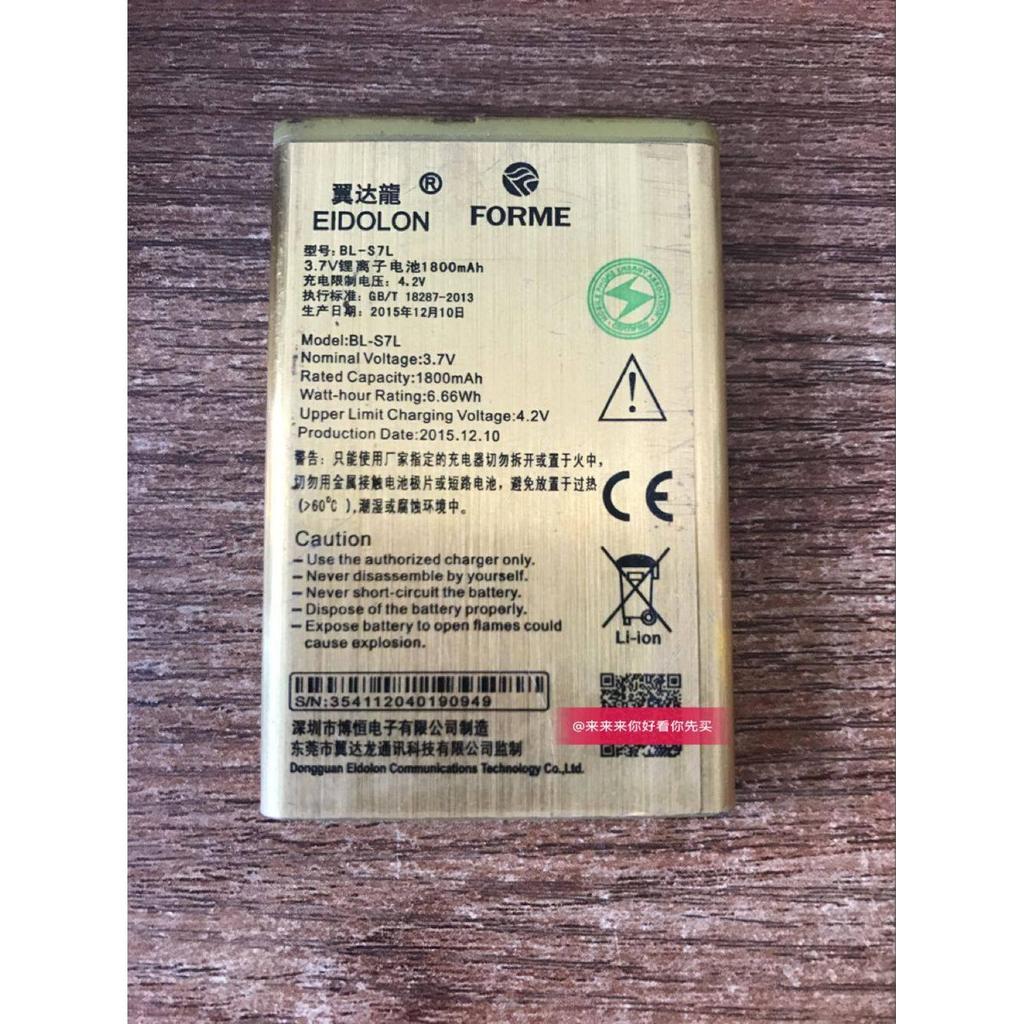 翼达龍 ®
EIDOLON
FORME
型号: BL-S7L
3.7V锂离子电池1800mAh
充电限制电压: 4.2V
执行标准: GB/T 18287-2013
生产日期: 2015年12月10日
Model:BL-S7L
Nominal Voltage:3.7V
Rated Capacity:1800mAh
Watt-hour Rating:6.66Wh
Upper Limit Charging Voltage:4.2V
Production Date:2015.12.10
警告: 只能使用厂家指定的充电器切勿拆开或置于火中,
切勿用金属接触电池极片或短路电池, 避免放置于过热
(>60℃),潮湿或腐蚀环境中。
CE
Caution
– Use the authorized charger only.
– Never disassemble by yourself.
– Never short-circuit the battery.
– Dispose of the battery properly.
– Expose battery to open flames could
cause explosion.
Li-ion
S/N:354112040190949
@来来来你好看你先买
深圳市博恒电子有限公司制造
东莞市翼达龙通讯科技有限公司监制
Dongguan Eidolon Communications Technology Co.,Ltd.